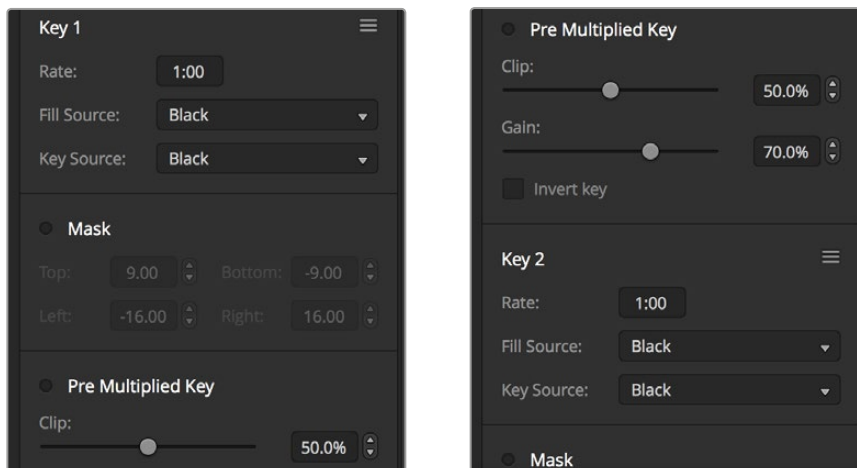 Key 1
Rate: 1:00
Fill Source: Black
Key Source: Black
Mask
Top: 9.00 Bottom: -9.00
Left: -16.00 Right: 16.00
Pre Multiplied Key
Clip:
50.0%
Pre Multiplied Key
Clip:
50.0%
Gain:
70.0%
Invert key
Key 2
Rate: 1:00
Fill Source: Black
Key Source: Black
Mask